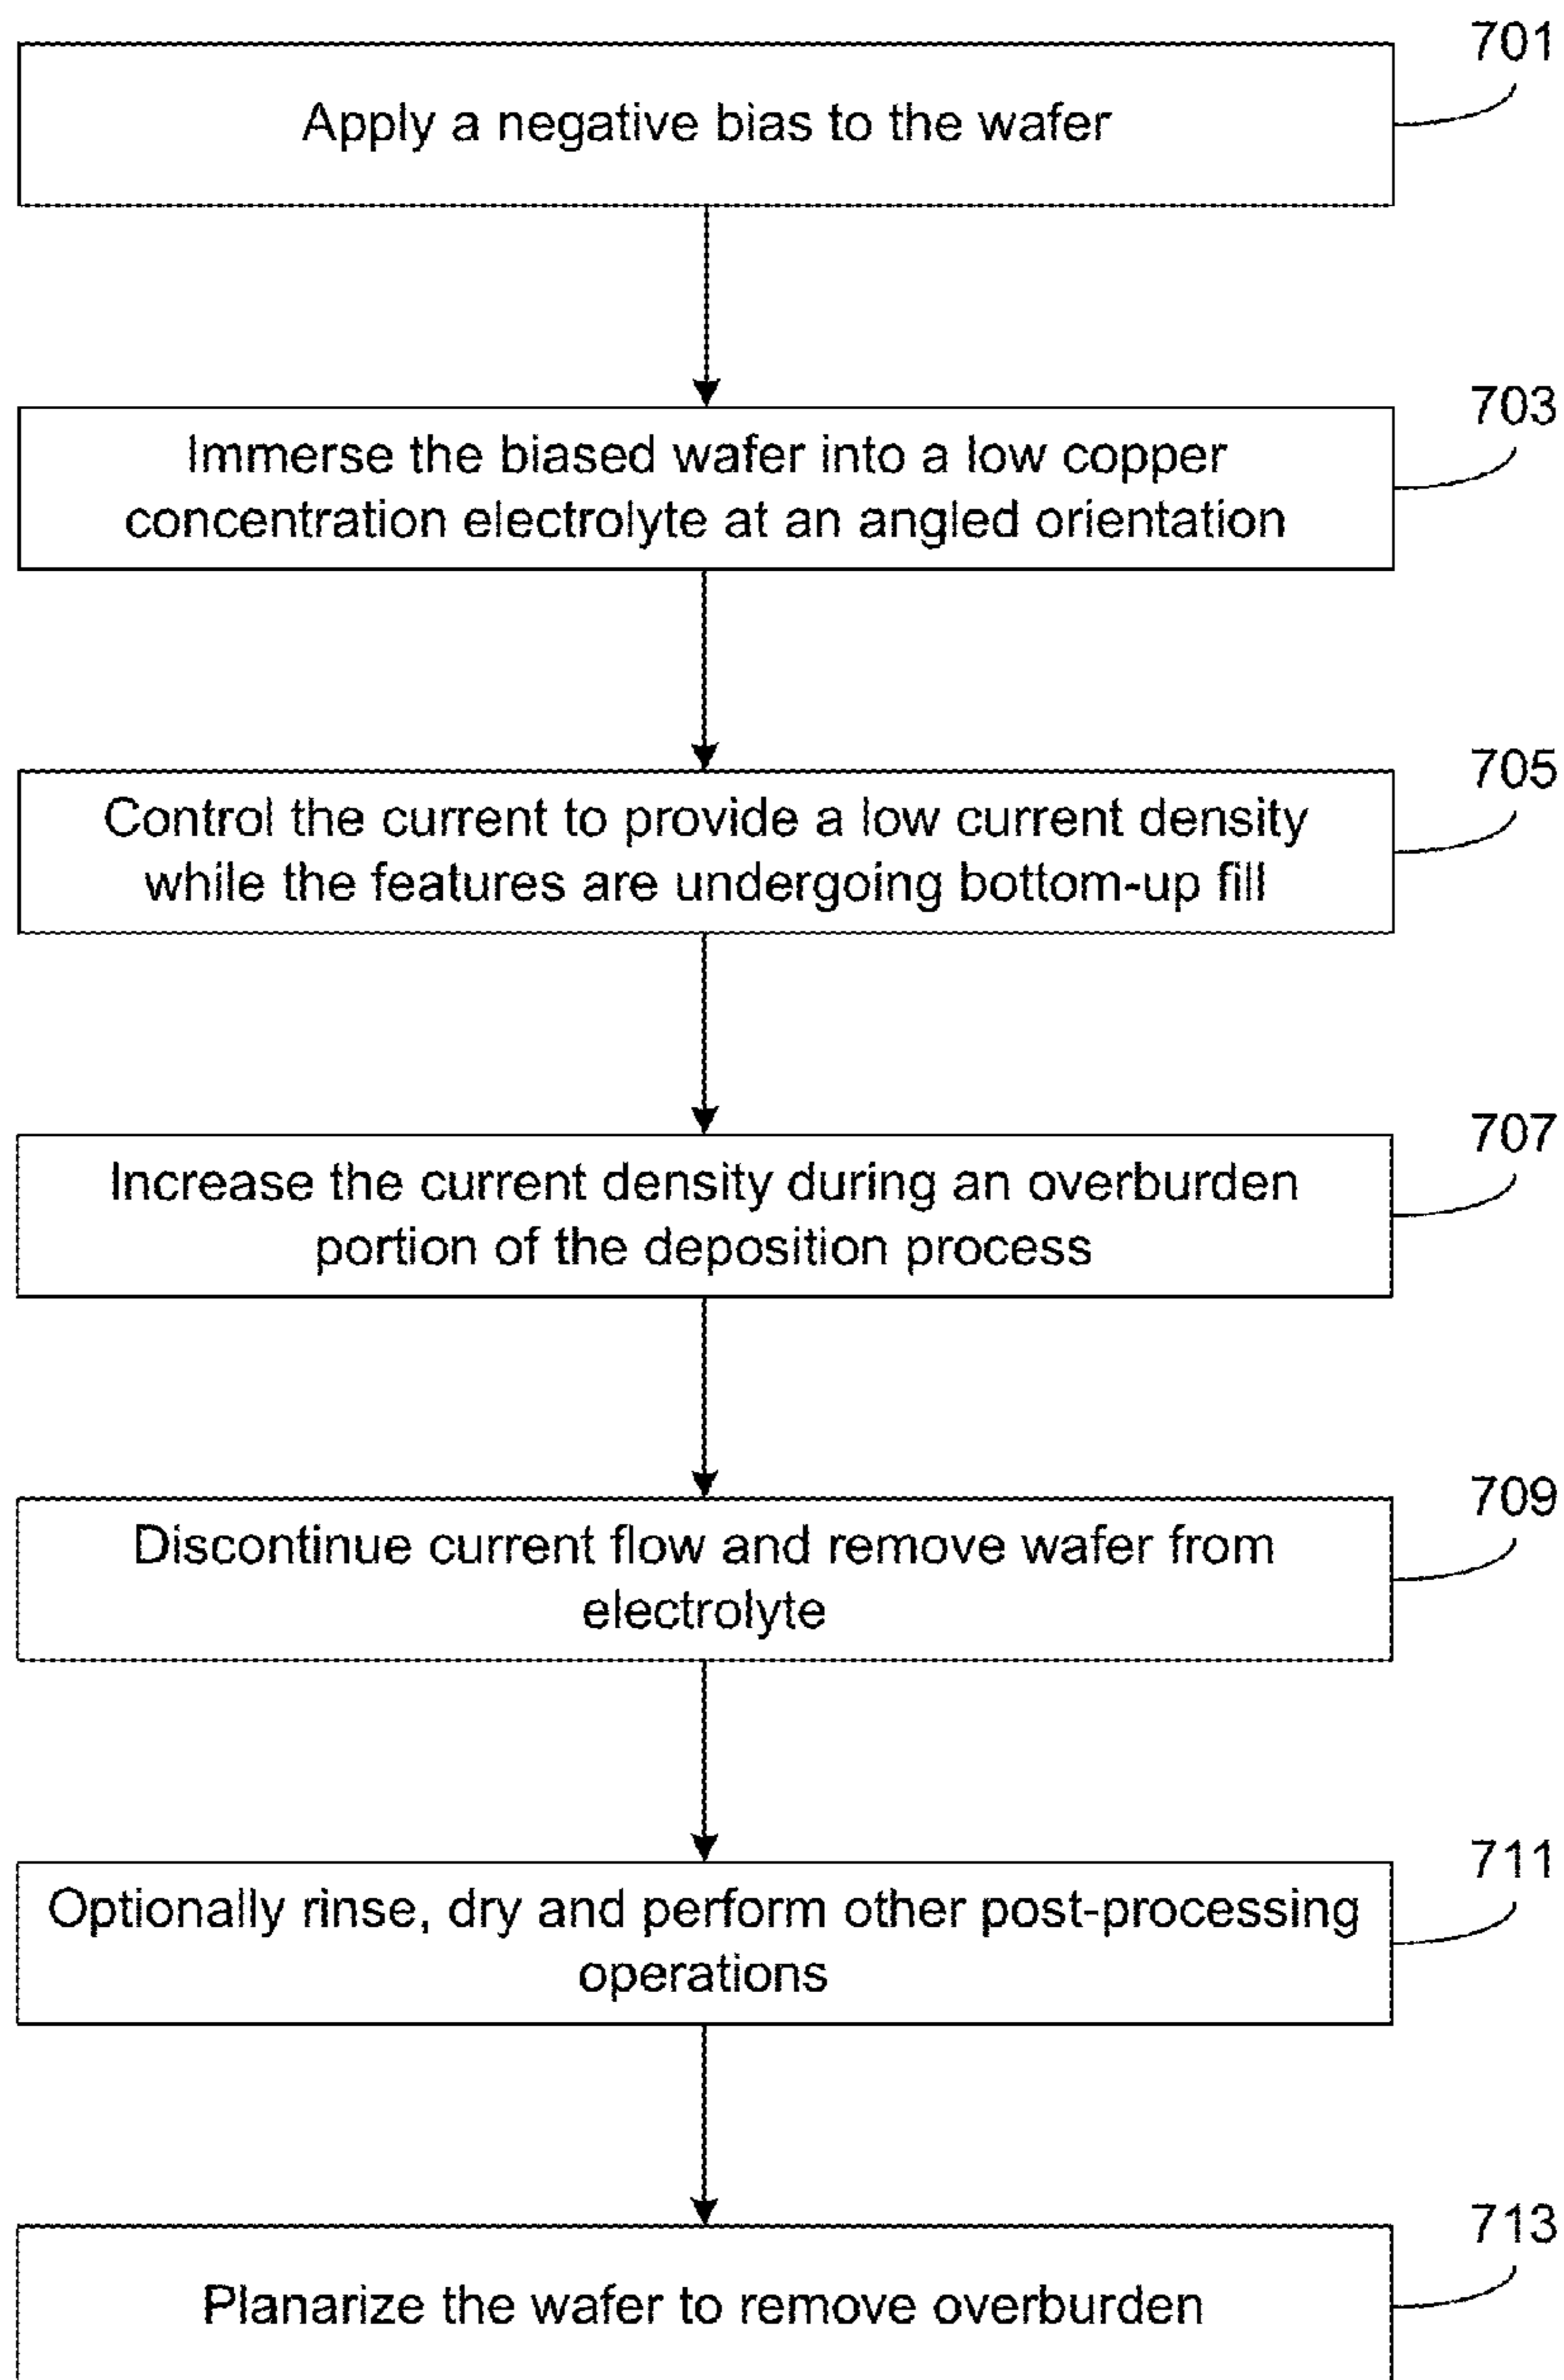 701
Apply a negative bias to the wafer
703
Immerse the biased wafer into a low copper
concentration electrolyte at an angled orientation
705
Control the current to provide a low current density
while the features are undergoing bottom-up fill
707
Increase the current density during an overburden
portion of the deposition process
709
Discontinue current flow and remove wafer from
electrolyte
711
Optionally rinse, dry and perform other post-processing
operations
713
Planarize the wafer to remove overburden